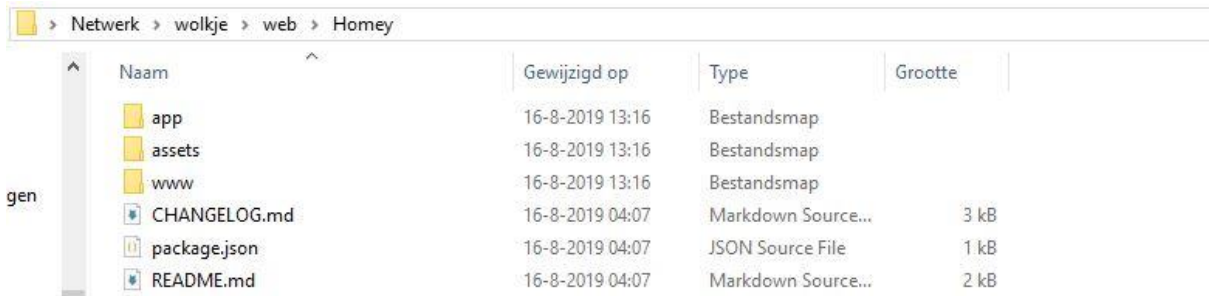 Netwerk > wolkje > web > Homey
Naam Gewijzigd op Type Grootte
app 16-8-2019 13:16 Bestandsmap
assets 16-8-2019 13:16 Bestandsmap
www 16-8-2019 13:16 Bestandsmap
gen
CHANGELOG.md 16-8-2019 04:07 Markdown Source... 3 kB
package.json 16-8-2019 04:07 JSON Source File 1 kB
README.md 16-8-2019 04:07 Markdown Source... 2 kB